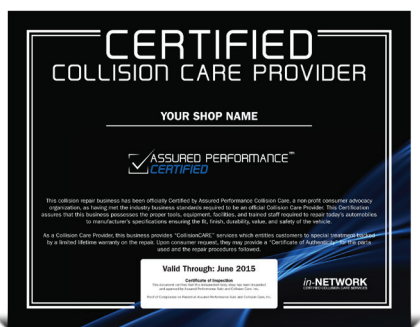 CERTIFIED
COLLISION CARE PROVIDER
YOUR SHOP NAME
ASSURED PERFORMANCE
CERTIFIED
This collision repair business has been officially Certified by Assured Performance Collision Care, a non-profit consumer advocacy
organization, as having met the industry business standards required to be an official Collision Care Provider. This Certification
assures that this business possesses the proper tools, equipment, facilities, and trained staff required to repair today's automobiles
to manufacturer's specifications ensuring the fit, finish, durability, value, and safety of the vehicle.
As a Collision Care Provider, this business provides "CollisionCARE" services which entitles customers to special treatment backed
by a limited lifetime warranty on the repair. Upon consumer request, they may provide a "Certificate of Authenticity" for the parts
used and the repair procedures followed.
Valid Through: June 2015
Certificate of Inspection
in-NETWORK
CERTIFIED COLLISION CARE SERVICES